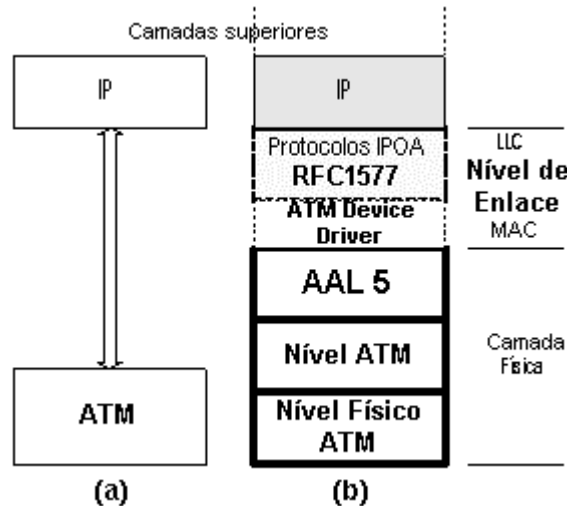 Camadas superiores
IP
ATM
(a)
IP
Protocolos IPOA
RFC1577
ATM Device
Driver
AAL 5
Nível ATM
Nível Físico
ATM
(b)
LLC
Nível de
Enlace
MAC
Camada
Física